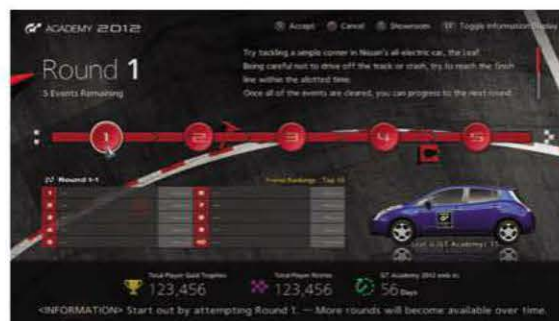 GT ACADEMY 2012
Accept Cancel Showroom Toggle Information Display
Round 1
5 Events Remaining
Try tackling a simple corner in Nissan's all-electric car, the Leaf.
Being careful not to drive off the track or crash, try to reach the finish
line within the allotted time.
Once all of the events are cleared, you can progress to the next round.
1 2 3 4 5
Round 1-1
Friend Rankings : Top 10
Leaf G (GT Academy) '11
Total Player Gold Trophies
123,456
Total Player Entries
123,456
GT Academy 2012 ends in:
56 Days
<INFORMATION> Start out by attempting Round 1. — More rounds will become available over time.